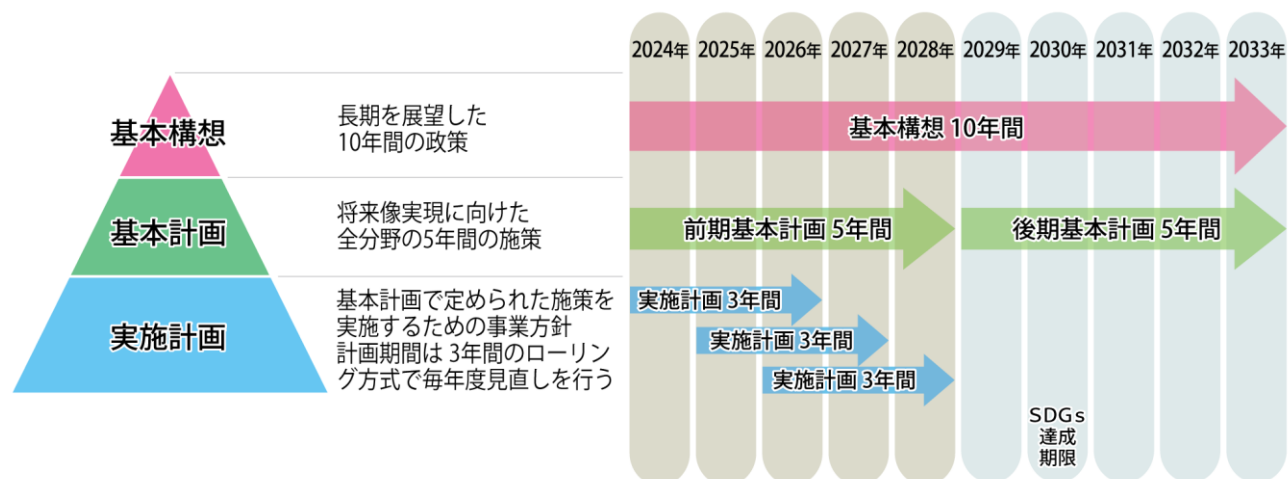 基本構想
長期を展望した
10年間の政策
基本計画
将来像実現に向けた
全分野の5年間の施策
実施計画
基本計画で定められた施策を
実施するための事業方針
計画期間は 3年間のローリン
グ方式で毎年度見直しを行う
2024年 2025年 2026年 2027年 2028年 2029年 2030年 2031年 2032年 2033年
基本構想 10年間
前期基本計画 5年間 後期基本計画 5年間
実施計画 3年間
実施計画 3年間
実施計画 3年間
SDGs
達成
期限